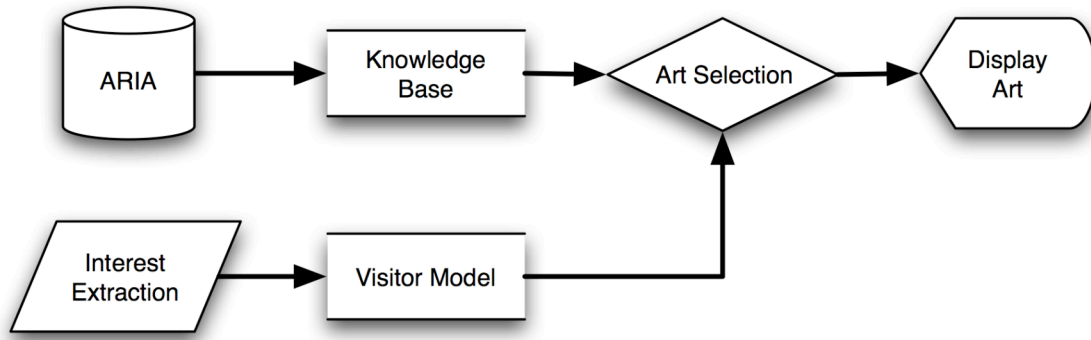 ARIA
Knowledge
Base
Art Selection
Display
Art
Interest
Extraction
Visitor Model